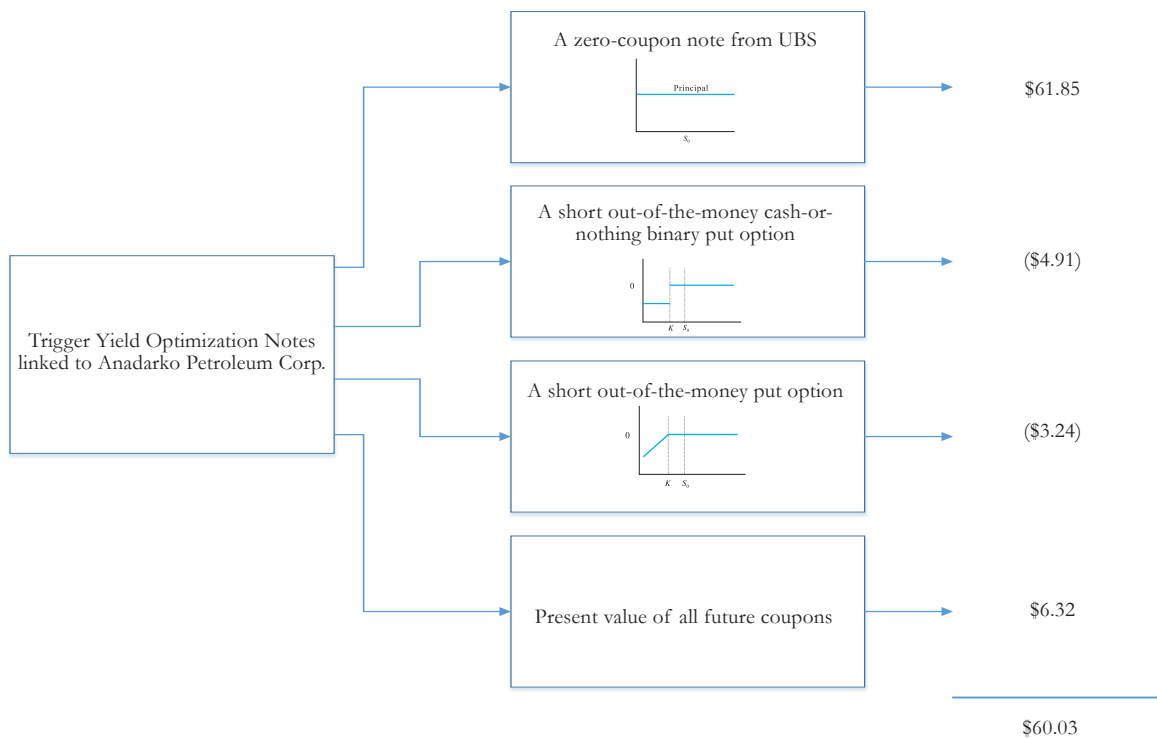 A zero-coupon note from UBS
Principal
S0
$61.85
A short out-of-the-money cash-or-
nothing binary put option
0
K S0
($4.91)
Trigger Yield Optimization Notes
linked to Anadarko Petroleum Corp.
A short out-of-the-money put option
0
K S0
($3.24)
Present value of all future coupons
$6.32
$60.03